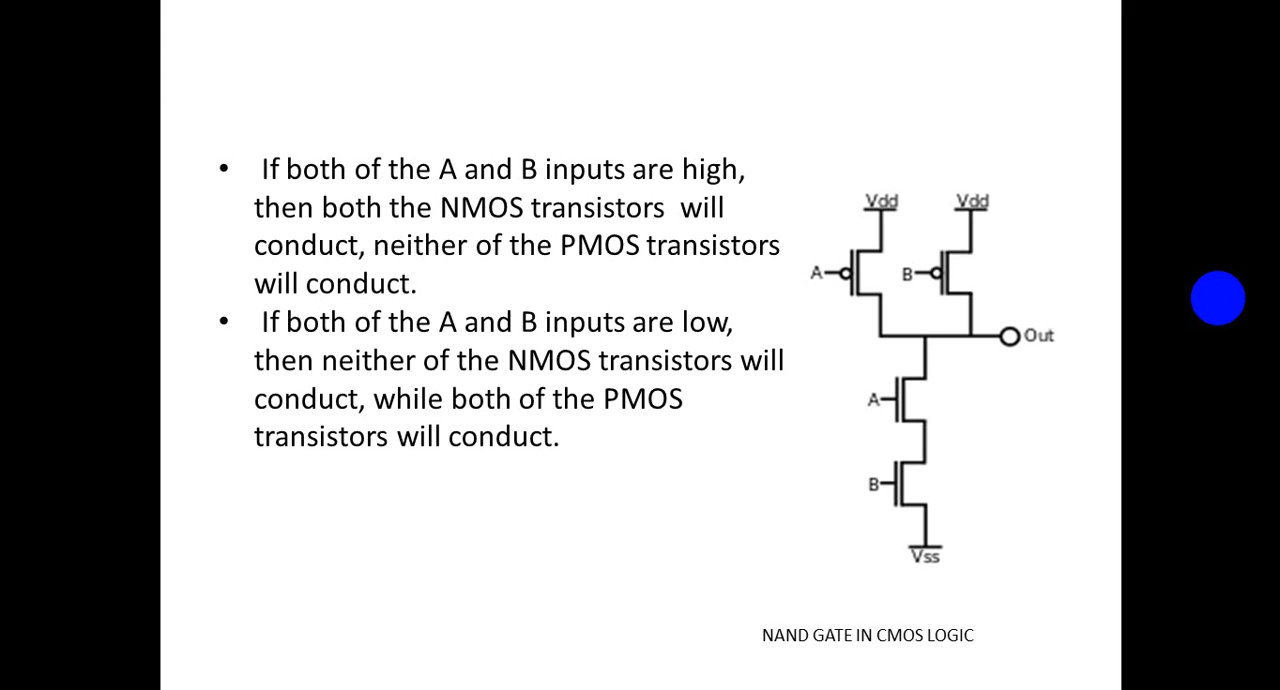 • If both of the A and B inputs are high,
then both the NMOS transistors will
conduct, neither of the PMOS transistors
will conduct.
• If both of the A and B inputs are low,
then neither of the NMOS transistors will
conduct, while both of the PMOS
transistors will conduct.
Vdd Vdd
A B
Out
A
B
Vss
NAND GATE IN CMOS LOGIC